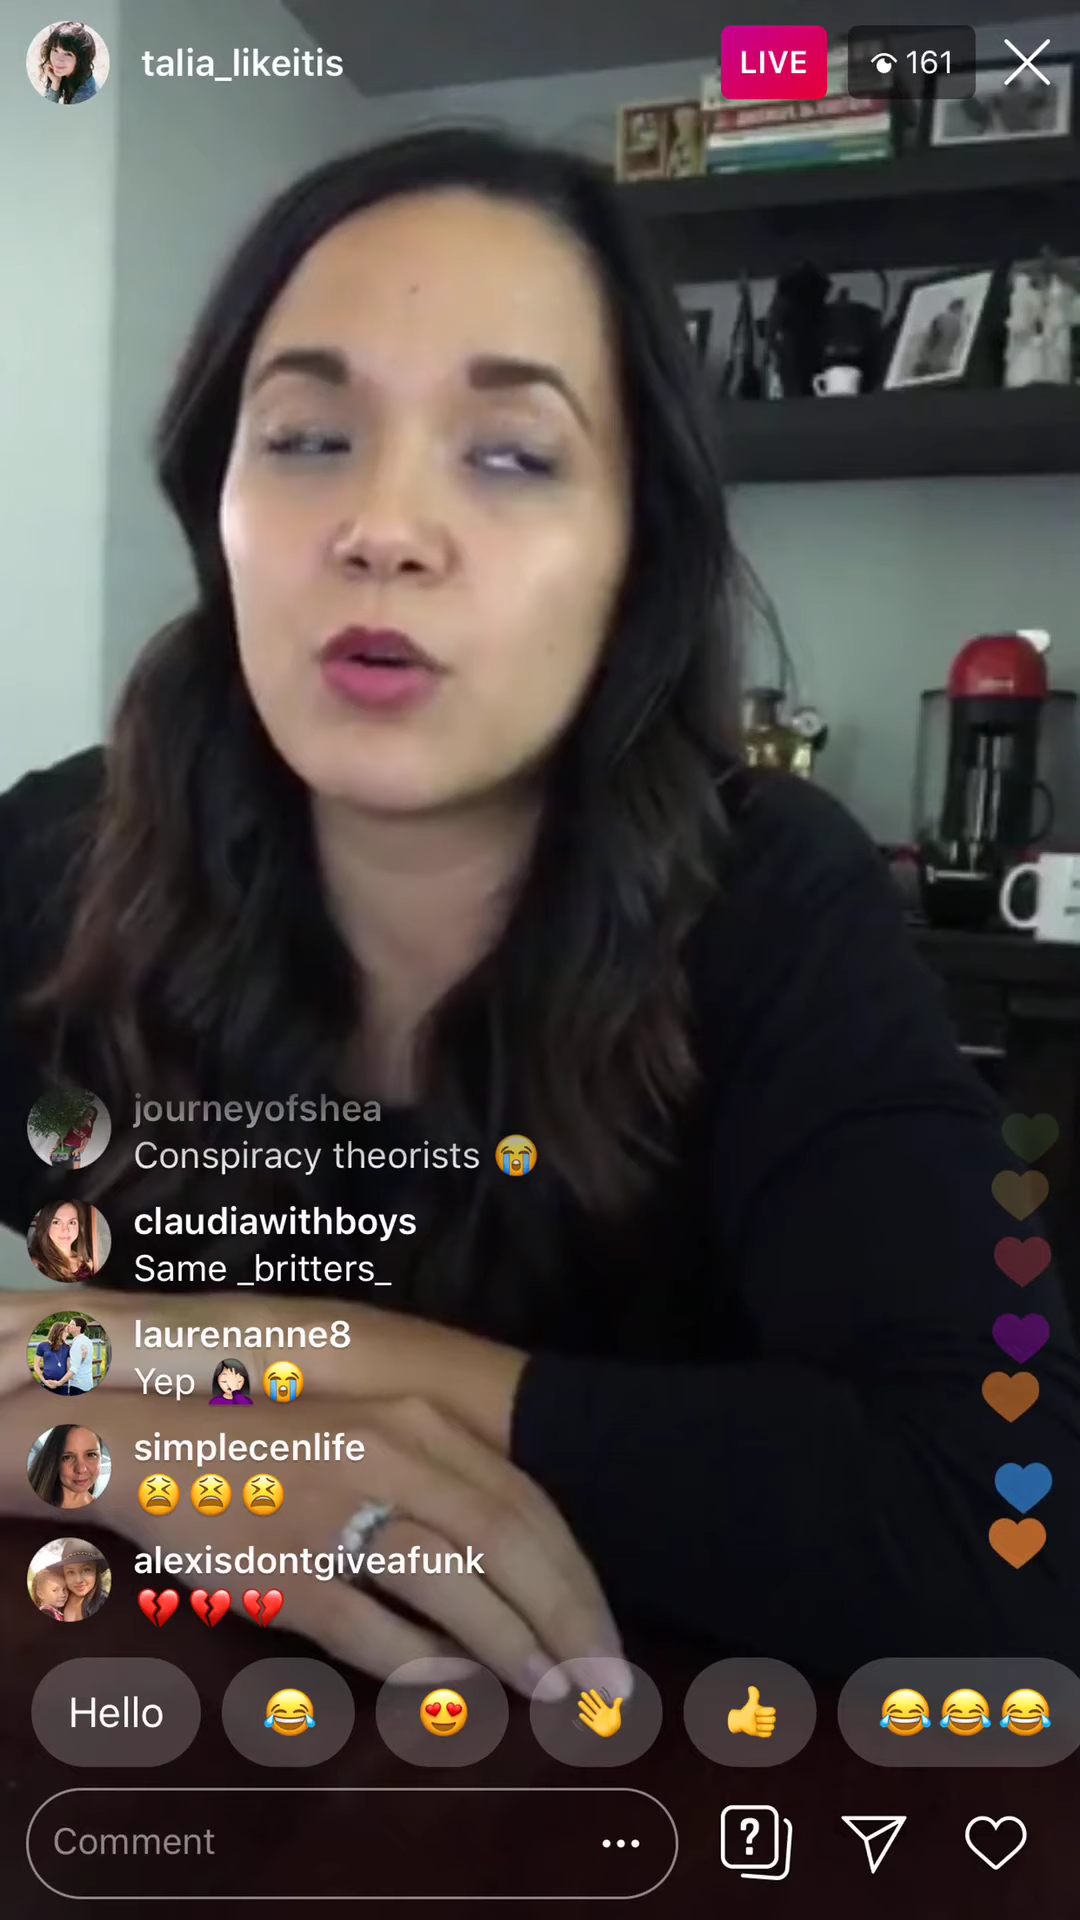 talia_likeitis LIVE 161
journeyofshea
Conspiracy theorists 😭
claudiawithboys
Same _britters_
laurenanne8
Yep 🤦🏻‍♀️😭
simplecenlife
😫😫😫
alexisdontgiveafunk
💔💔💔
Hello 😂 😍 👋 👍 😂😂😂
Comment